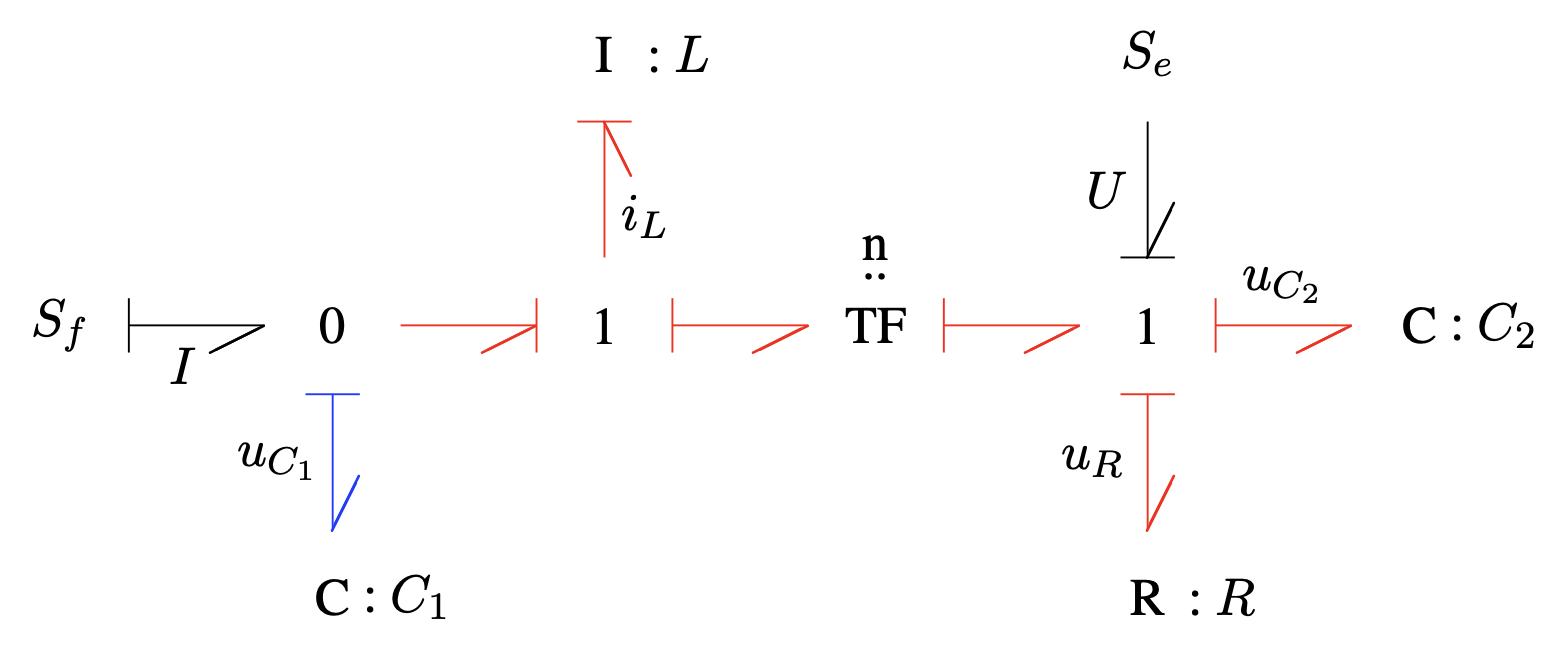 I : L
S_e
U
i_L
n
u_{C_2}
S_f
0
1
TF
1
C : C_2
I
u_{C_1}
u_R
C : C_1
R : R